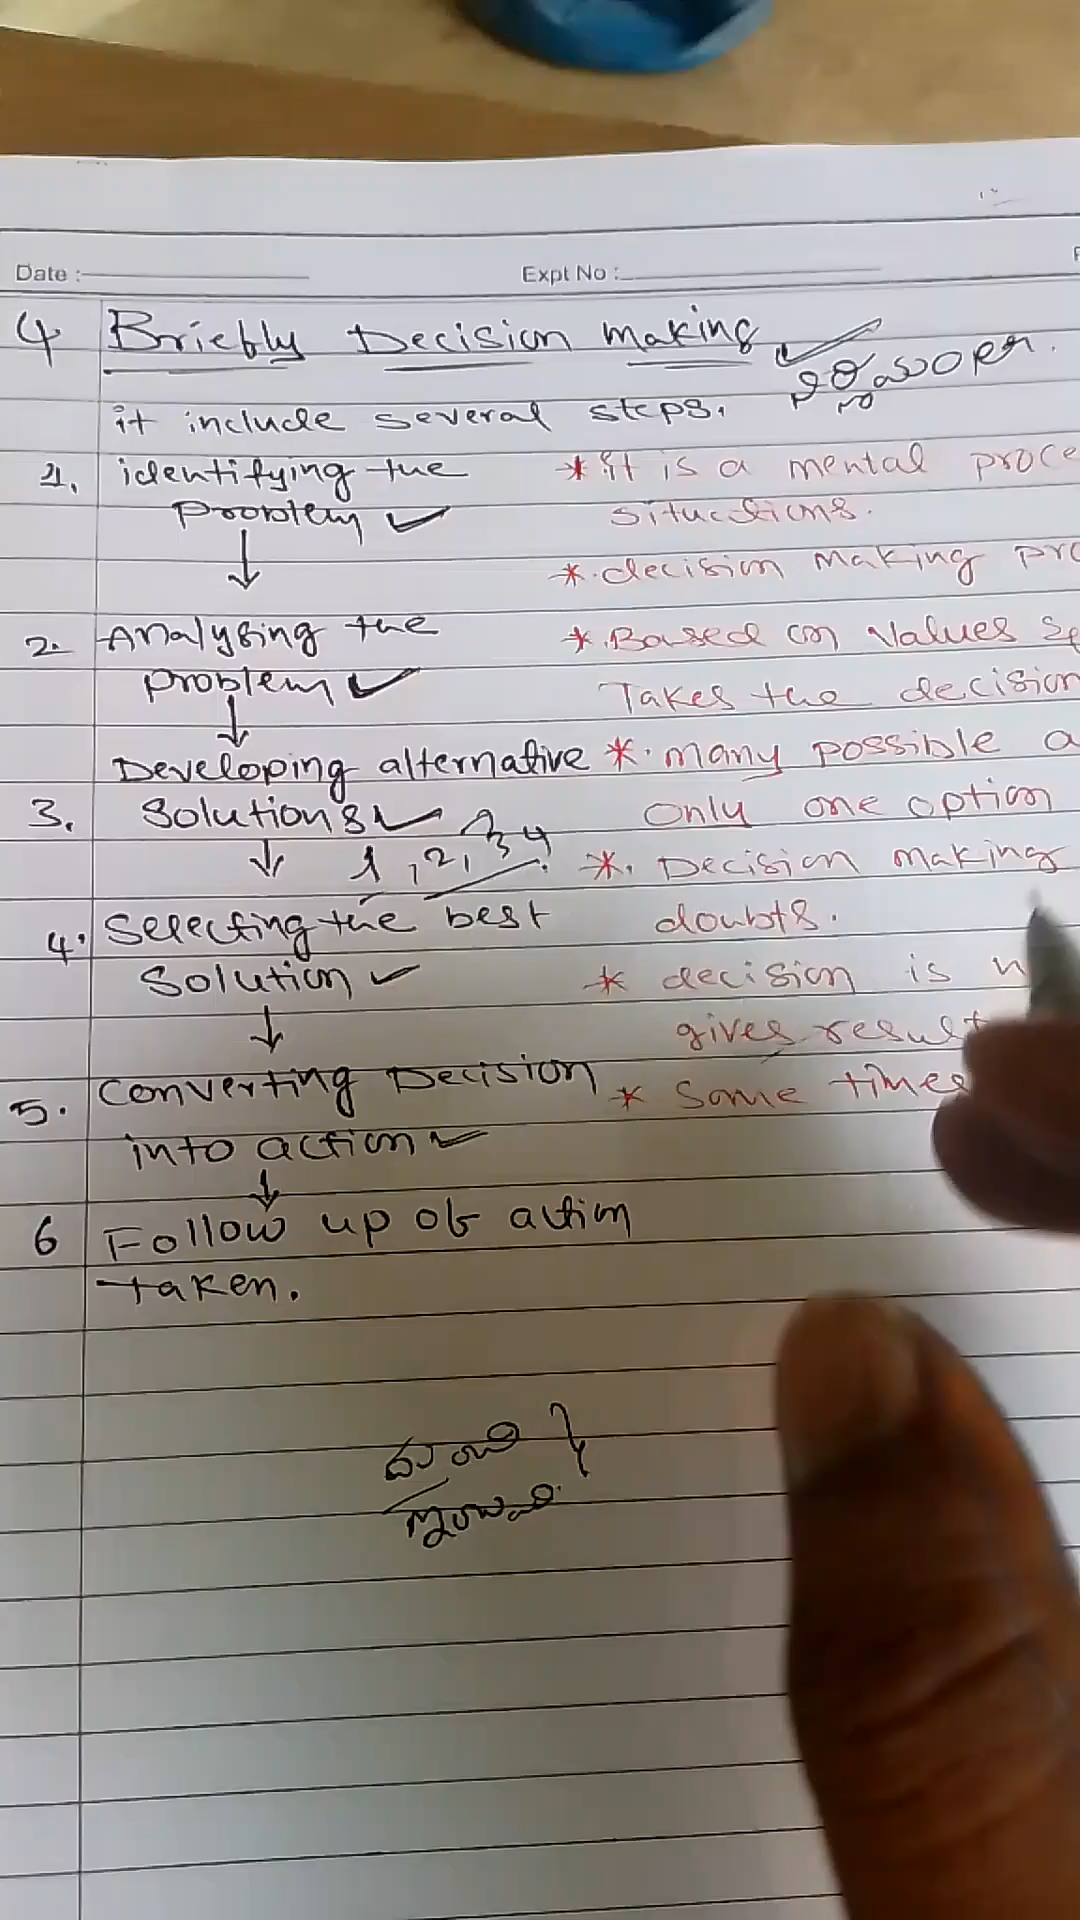 Date :
Expt No :
4 Briefly Decision making
it include several steps.
1. identifying the
problem ✓
↓
2. Analysing the
problem ✓
↓
Developing alternative
3. Solutions ✓
↓ 1, 2, 3 4
4. Selecting the best
Solution ✓
↓
5. Converting Decision
into action ✓
↓
6 Follow up of action
taken.
* it is a mental proce
situations.
* decision making pro
* Based on values
Takes the decision
* many possible a
Only one option
* Decision making
doubts.
* decision is n
gives result
* Some times